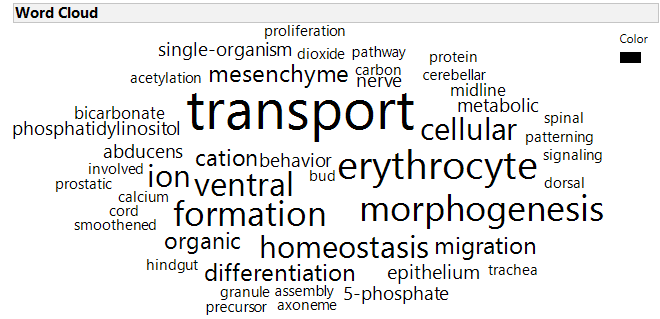 Word Cloud
Color
proliferation
single-organism
dioxide
pathway
protein
acetylation
mesenchyme
carbon
nerve
cerebellar
midline
metabolic
bicarbonate
transport
spinal
phosphatidylinositol
cellular
patterning
abducens
cation
behavior
signaling
involved
ion
ventral
bud
erythrocyte
prostatic
dorsal
calcium
cord
formation
morphogenesis
smoothened
organic
homeostasis
migration
hindgut
differentiation
epithelium
trachea
granule
assembly
5-phosphate
precursor
axoneme